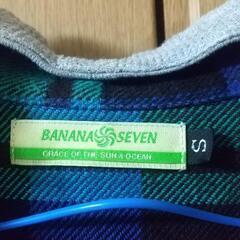 BANANA SEVEN
GRACE OF THE SUN & OCEAN
S